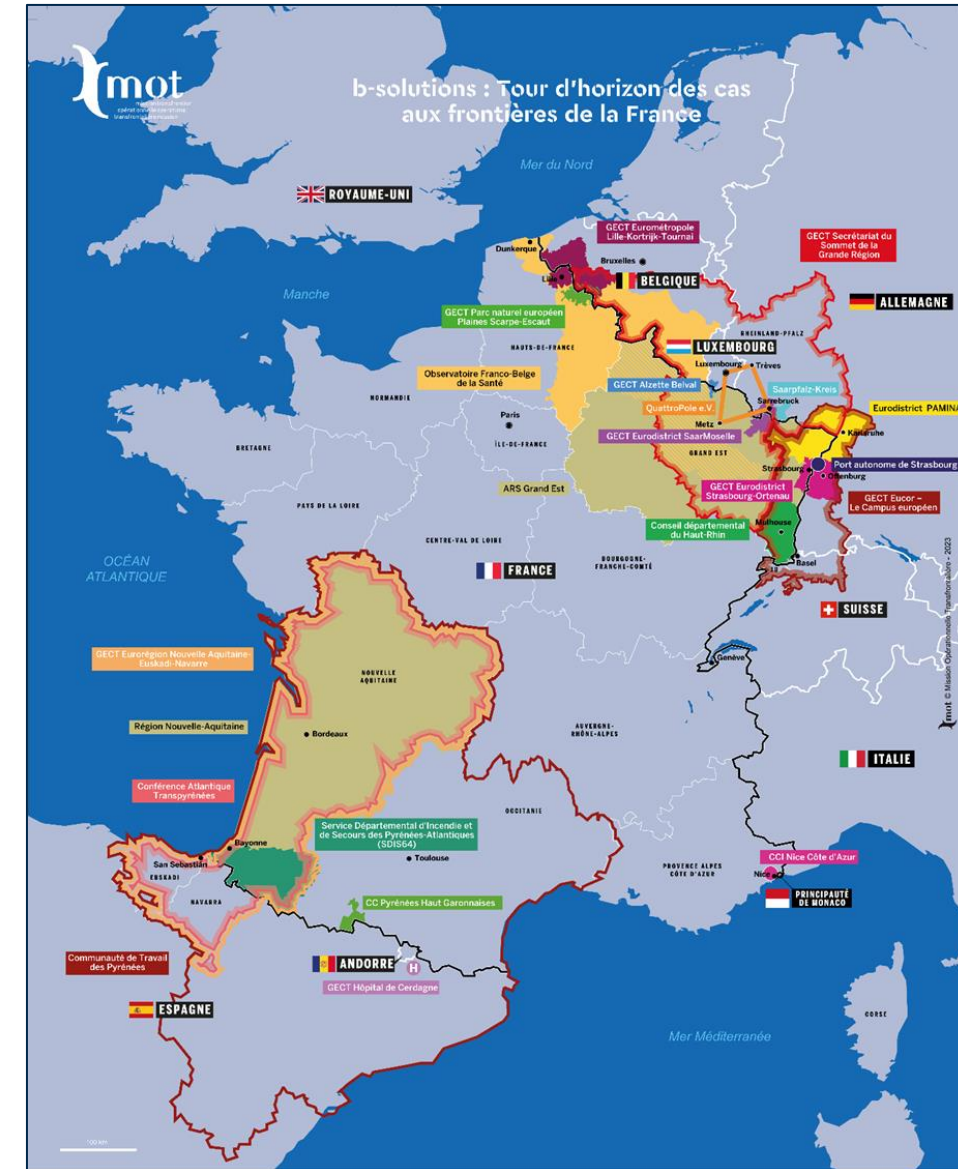 mot
mission opérationnelle transfrontalière
b-solutions : Tour d'horizon des cas
aux frontières de la France
Mer du Nord
ROYAUME-UNI
GECT Eurométropole
Lille-Kortrijk-Tournai
GECT Secrétariat du
Sommet de la
Grande Région
Dunkerque
Bruxelles
Lille
BELGIQUE
Manche
ALLEMAGNE
GECT Parc naturel européen
Plaines Scarpe-Escaut
RHEINLAND-PFALZ
HAUTS-DE-FRANCE
LUXEMBOURG
Luxembourg
Trèves
Observatoire Franco-Belge
de la Santé
GECT Alzette Belval
Saarpfalz-Kreis
NORMANDIE
QuattroPole e.V.
Sarrebruck
Eurodistrict PAMINA
Paris
Metz
Karlsruhe
GECT Eurodistrict SaarMoselle
ÎLE-DE-FRANCE
BRETAGNE
GRAND EST
Port autonome de Strasbourg
Strasbourg
Offenburg
ARS Grand Est
GECT Eurodistrict
Strasbourg-Ortenau
GECT Eucor –
Le Campus européen
PAYS DE LA LOIRE
Conseil départemental
du Haut-Rhin
Mulhouse
CENTRE-VAL DE LOIRE
OCÉAN
ATLANTIQUE
BOURGOGNE-
FRANCHE-COMTÉ
Basel
FRANCE
SUISSE
mot © Mission Opérationnelle Transfrontalière - 2023
GECT Eurorégion Nouvelle Aquitaine-
Euskadi-Navarre
Genève
NOUVELLE
AQUITAINE
Région Nouvelle-Aquitaine
Bordeaux
AUVERGNE-
RHÔNE-ALPES
ITALIE
Conférence Atlantique
Transpyrénées
OCCITANIE
Service Départemental d'Incendie et
de Secours des Pyrénées-Atlantiques
(SDIS64)
Bayonne
San Sebastián
Toulouse
EUSKADI
PROVENCE ALPES
CÔTE D'AZUR
CCI Nice Côte d'Azur
Nice
NAVARRA
CC Pyrénées Haut Garonnaises
PRINCIPAUTÉ
DE MONACO
Communauté de Travail
des Pyrénées
ANDORRE
H
GECT Hôpital de Cerdagne
ESPAGNE
CORSE
Mer Méditerranée
100 km